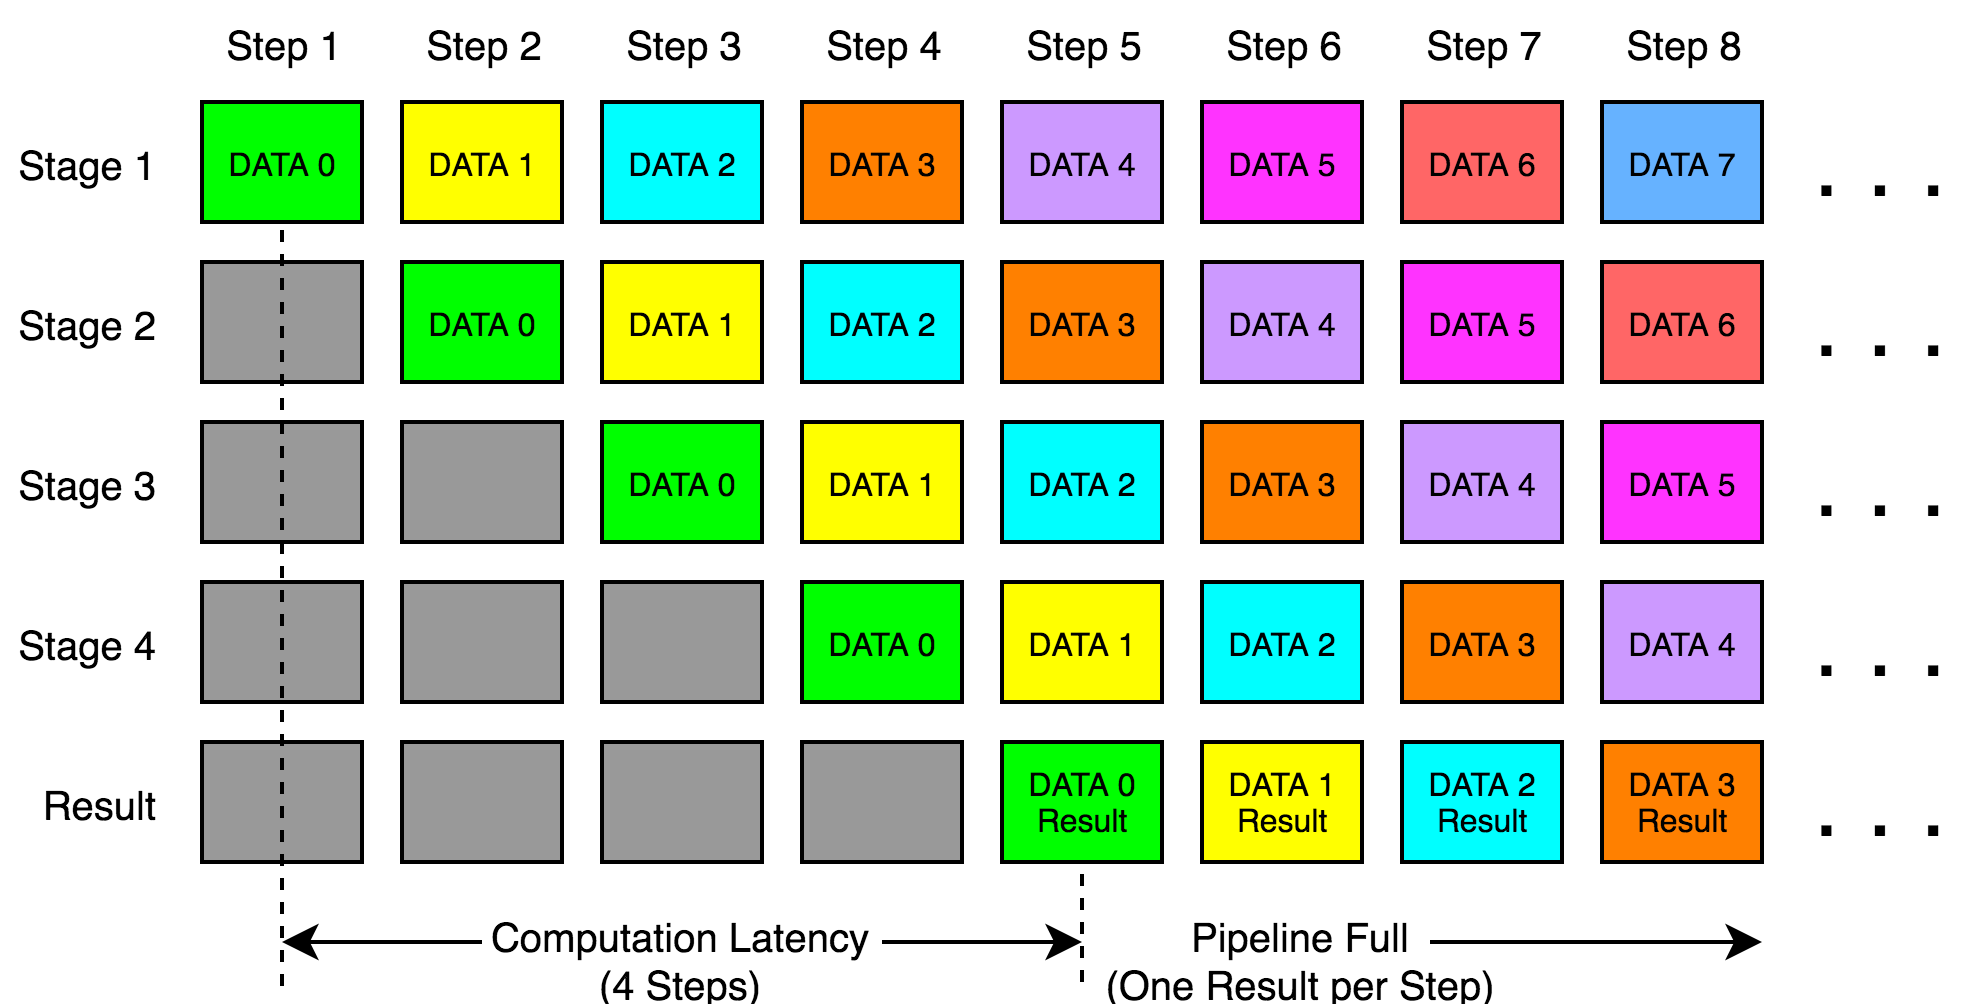 Step 1 Step 2 Step 3 Step 4 Step 5 Step 6 Step 7 Step 8
Stage 1 DATA 0 DATA 1 DATA 2 DATA 3 DATA 4 DATA 5 DATA 6 DATA 7 . . .
Stage 2 DATA 0 DATA 1 DATA 2 DATA 3 DATA 4 DATA 5 DATA 6 . . .
Stage 3 DATA 0 DATA 1 DATA 2 DATA 3 DATA 4 DATA 5 . . .
Stage 4 DATA 0 DATA 1 DATA 2 DATA 3 DATA 4 . . .
Result DATA 0 Result DATA 1 Result DATA 2 Result DATA 3 Result . . .
Computation Latency
(4 Steps)
Pipeline Full
(One Result per Step)